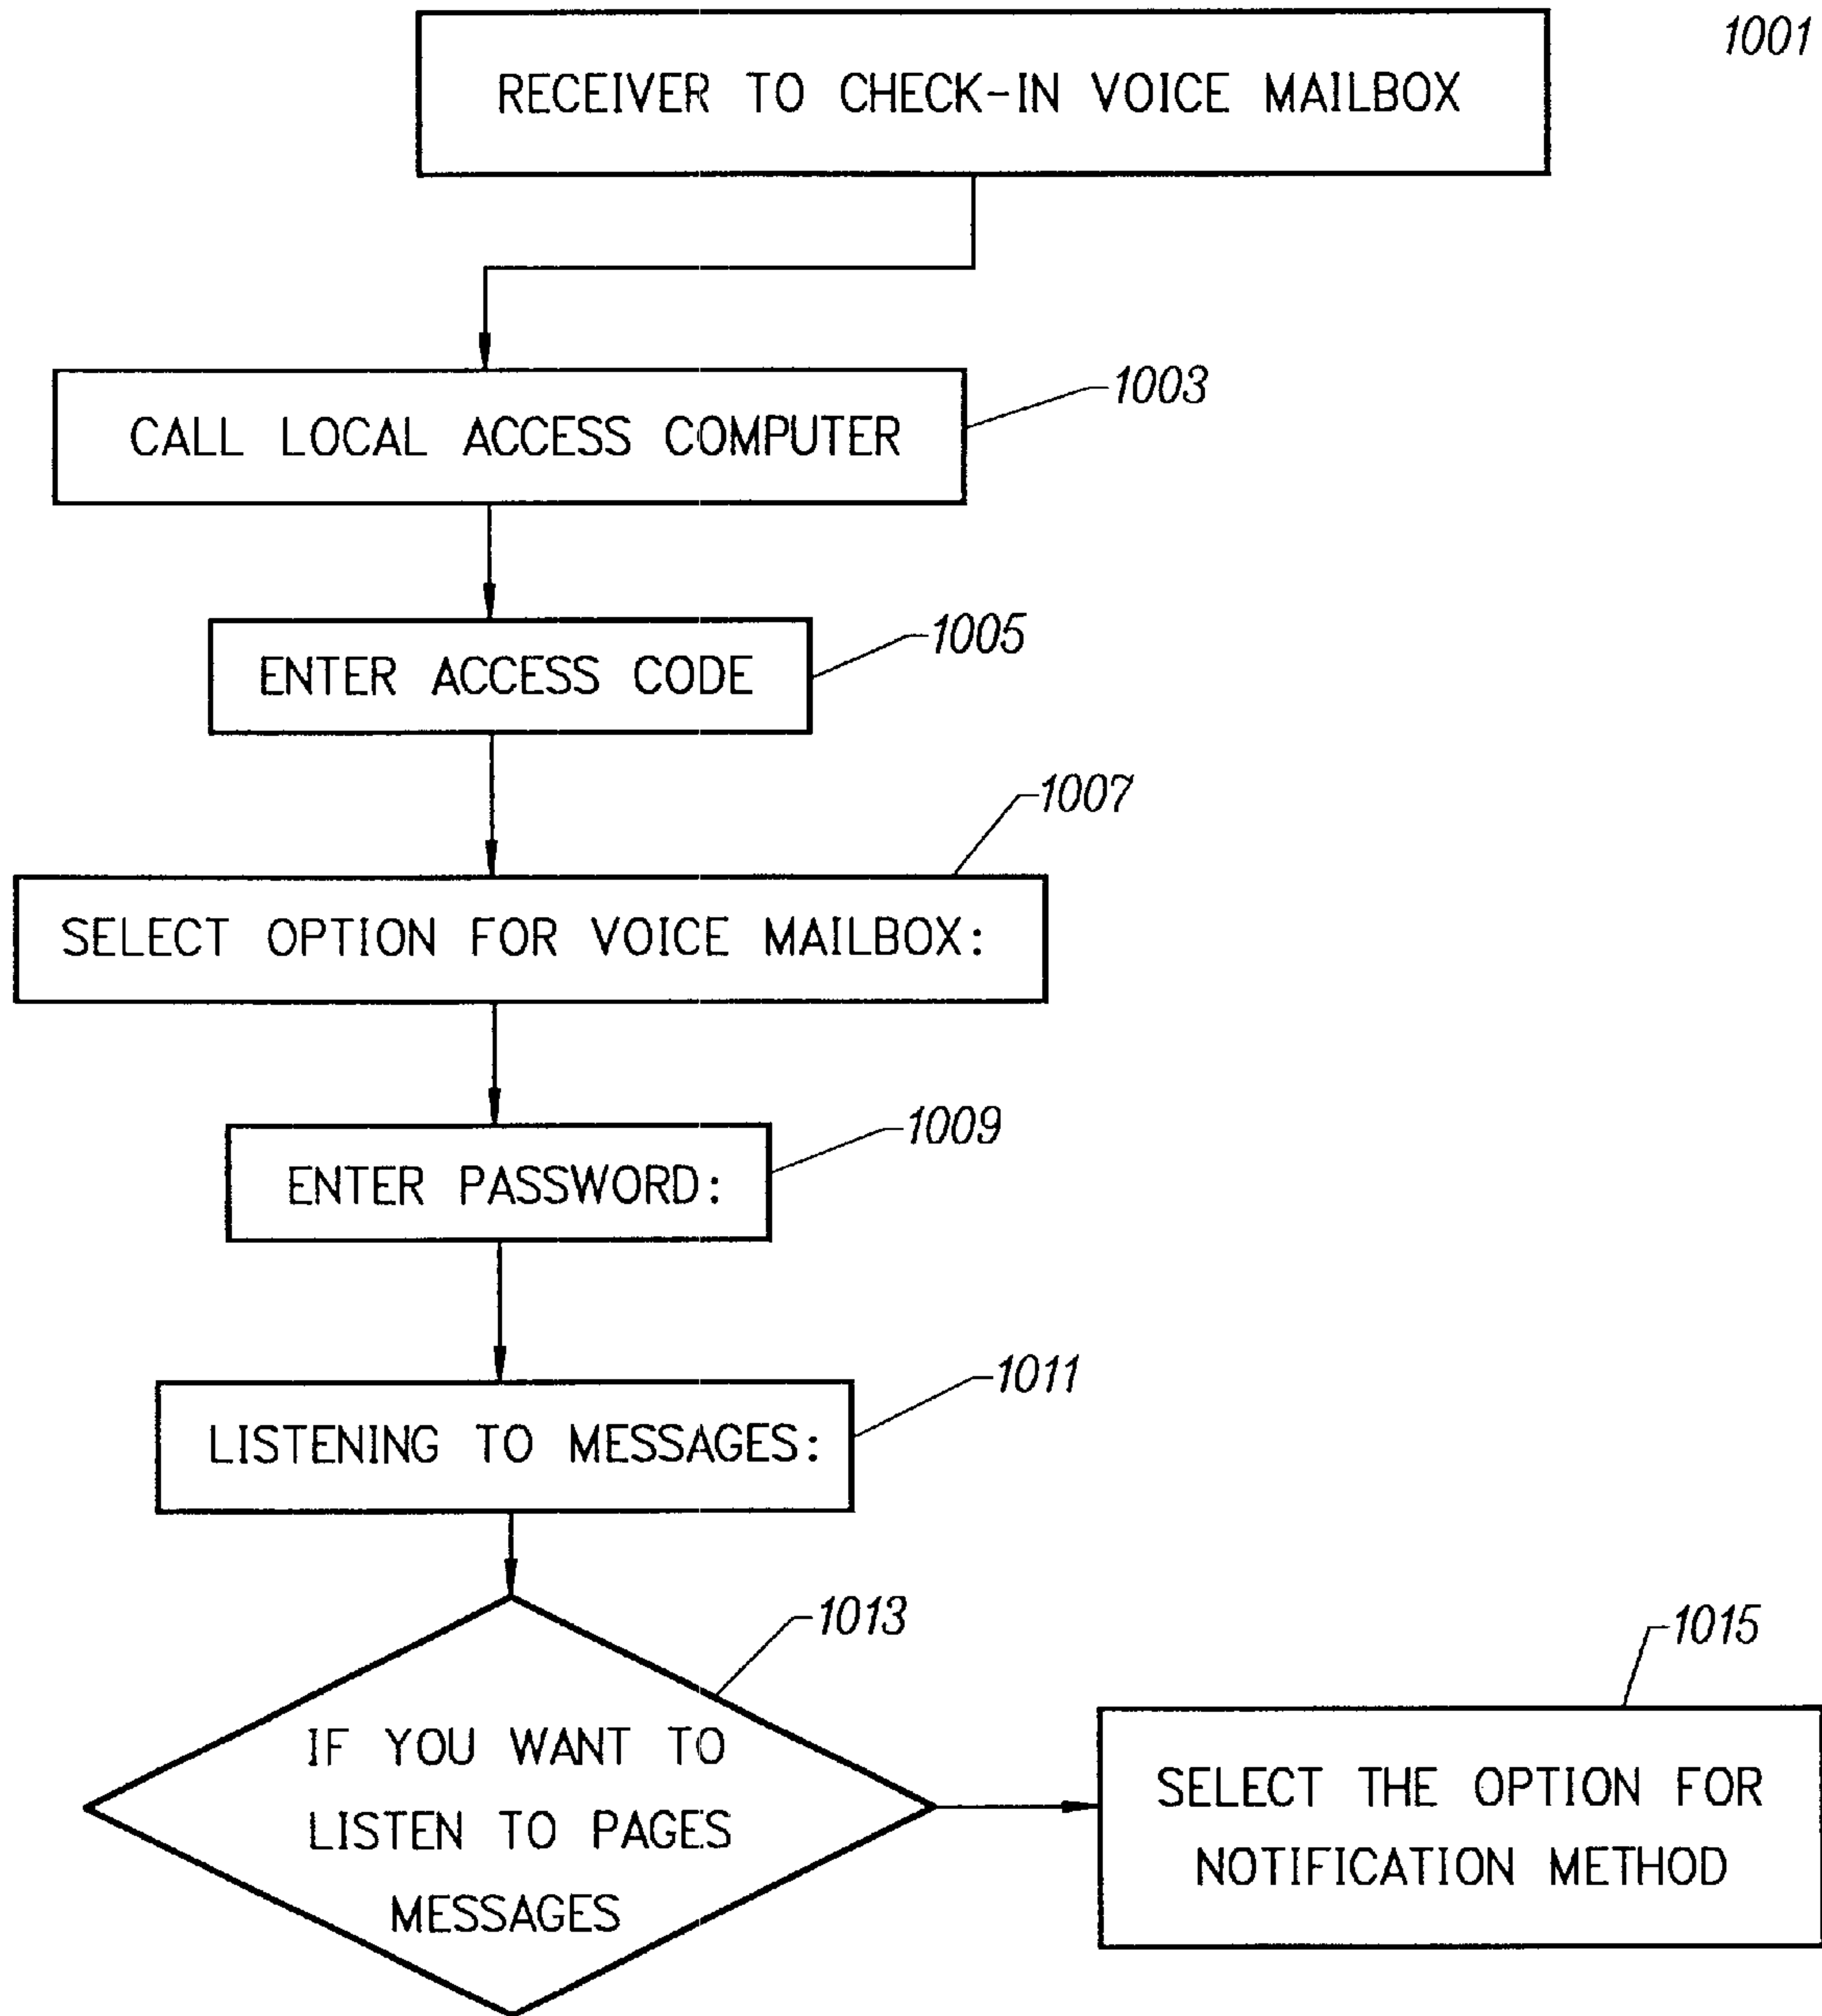 1001
RECEIVER TO CHECK-IN VOICE MAILBOX
1003
CALL LOCAL ACCESS COMPUTER
1005
ENTER ACCESS CODE
1007
SELECT OPTION FOR VOICE MAILBOX:
1009
ENTER PASSWORD:
1011
LISTENING TO MESSAGES:
1013
IF YOU WANT TO
LISTEN TO PAGES
MESSAGES
1015
SELECT THE OPTION FOR
NOTIFICATION METHOD